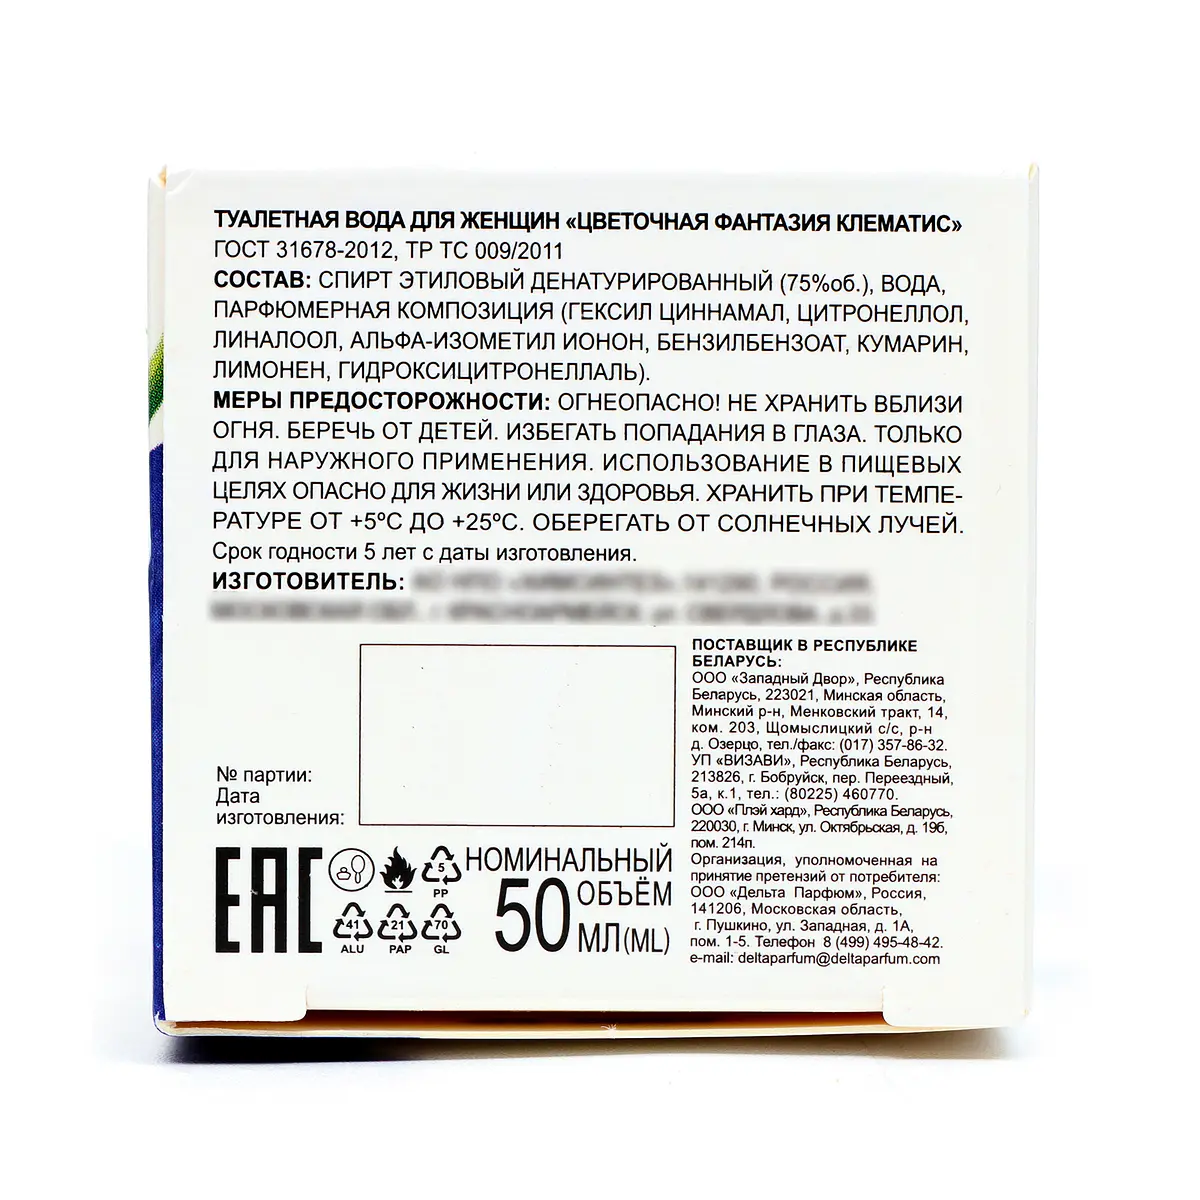 ТУАЛЕТНАЯ ВОДА ДЛЯ ЖЕНЩИН «ЦВЕТОЧНАЯ ФАНТАЗИЯ КЛЕМАТИС»
ГОСТ 31678-2012, ТР ТС 009/2011
СОСТАВ: СПИРТ ЭТИЛОВЫЙ ДЕНАТУРИРОВАННЫЙ (75%об.), ВОДА,
ПАРФЮМЕРНАЯ КОМПОЗИЦИЯ (ГЕКСИЛ ЦИННАМАЛ, ЦИТРОНЕЛЛОЛ,
ЛИНАЛООЛ, АЛЬФА-ИЗОМЕТИЛ ИОНОН, БЕНЗИЛБЕНЗОАТ, КУМАРИН,
ЛИМОНЕН, ГИДРОКСИЦИТРОНЕЛЛАЛЬ).
МЕРЫ ПРЕДОСТОРОЖНОСТИ: ОГНЕОПАСНО! НЕ ХРАНИТЬ ВБЛИЗИ
ОГНЯ. БЕРЕЧЬ ОТ ДЕТЕЙ. ИЗБЕГАТЬ ПОПАДАНИЯ В ГЛАЗА. ТОЛЬКО
ДЛЯ НАРУЖНОГО ПРИМЕНЕНИЯ. ИСПОЛЬЗОВАНИЕ В ПИЩЕВЫХ
ЦЕЛЯХ ОПАСНО ДЛЯ ЖИЗНИ ИЛИ ЗДОРОВЬЯ. ХРАНИТЬ ПРИ ТЕМПЕ-
РАТУРЕ ОТ +5ºС ДО +25ºС. ОБЕРЕГАТЬ ОТ СОЛНЕЧНЫХ ЛУЧЕЙ.
Срок годности 5 лет с даты изготовления.
ИЗГОТОВИТЕЛЬ:
№ партии:
Дата
изготовления:
EAC
5
PP
41
ALU
21
PAP
70
GL
НОМИНАЛЬНЫЙ
ОБЪЁМ
50 МЛ(ML)
ПОСТАВЩИК В РЕСПУБЛИКЕ
БЕЛАРУСЬ:
ООО «Западный Двор», Республика
Беларусь, 223021, Минская область,
Минский р-н, Менковский тракт, 14,
ком. 203, Щомыслицкий с/с, р-н
д. Озерцо, тел./факс: (017) 357-86-32.
УП «ВИЗАВИ», Республика Беларусь,
213826, г. Бобруйск, пер. Переездный,
5а, к.1, тел.: (80225) 460770.
ООО «Плэй хард», Республика Беларусь,
220030, г. Минск, ул. Октябрьская, д. 19б,
пом. 214п.
Организация, уполномоченная на
принятие претензий от потребителя:
ООО «Дельта Парфюм», Россия,
141206, Московская область,
г. Пушкино, ул. Западная, д. 1А,
пом. 1-5. Телефон 8 (499) 495-48-42.
e-mail: deltaparfum@deltaparfum.com